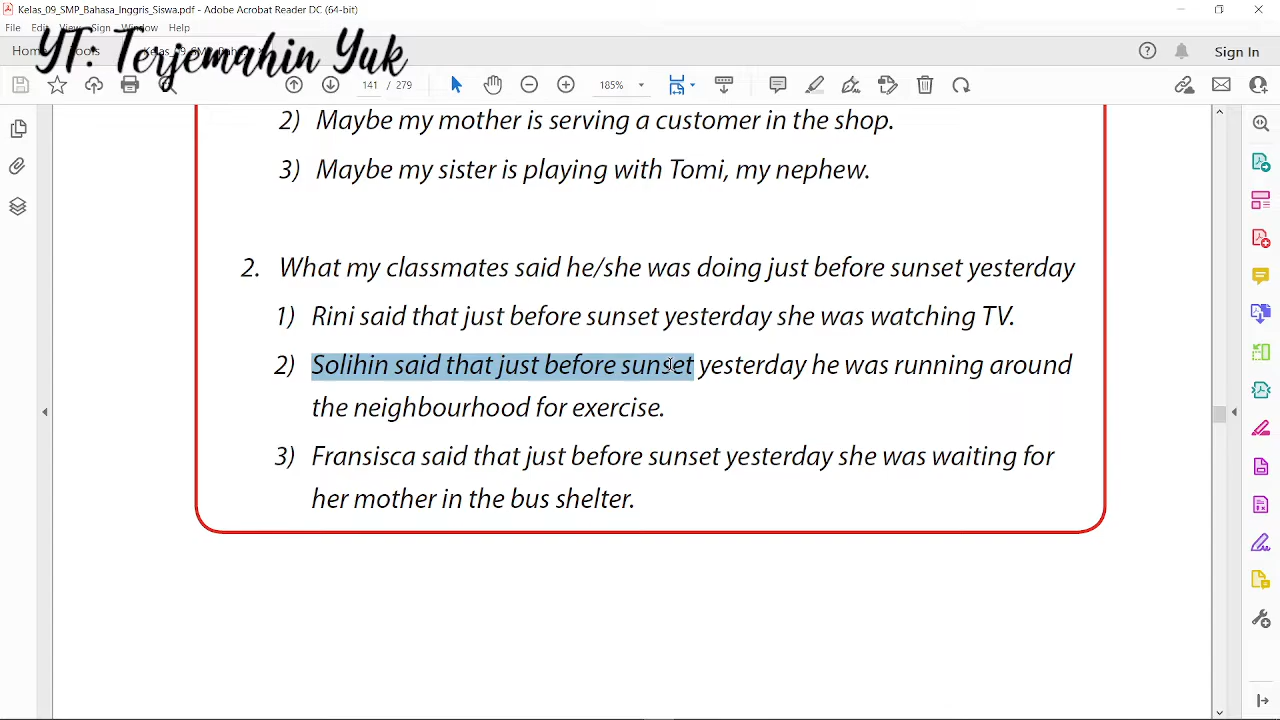 Kelas_09_SMP_Bahasa_Inggris_Siswa.pdf - Adobe Acrobat Reader DC (64-bit)
File Edit View Sign Window Help
YT: Terjemahin Yuk
Home Tools Sign In
141 / 279 185%
2) Maybe my mother is serving a customer in the shop.
3) Maybe my sister is playing with Tomi, my nephew.
2. What my classmates said he/she was doing just before sunset yesterday
1) Rini said that just before sunset yesterday she was watching TV.
2) Solihin said that just before sunset yesterday he was running around
the neighbourhood for exercise.
3) Fransisca said that just before sunset yesterday she was waiting for
her mother in the bus shelter.